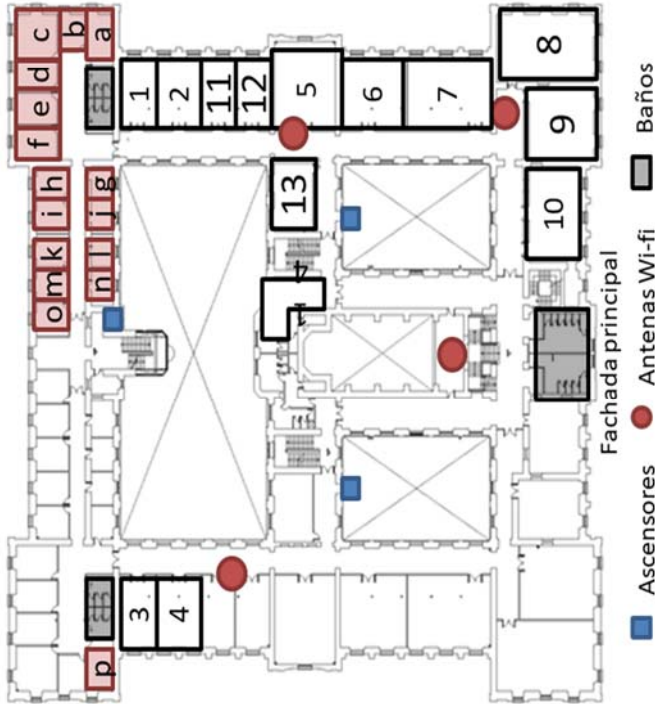 c b a
d
e
f
1 2 11 12 5 6 7
8
9
h g
i j
13
10
k l
m n
o
14
3 4
p
Fachada principal
Ascensores
Antenas Wi-fi
Baños